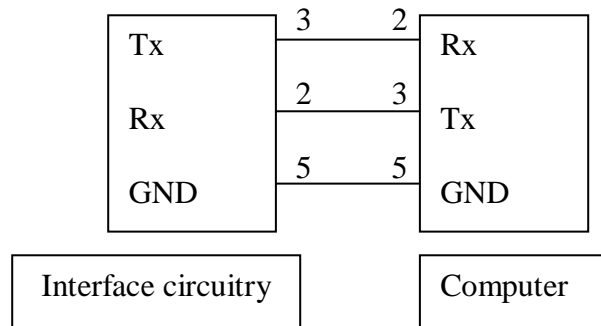 Tx 3 2 Rx
Rx 2 3 Tx
GND 5 5 GND
Interface circuitry Computer